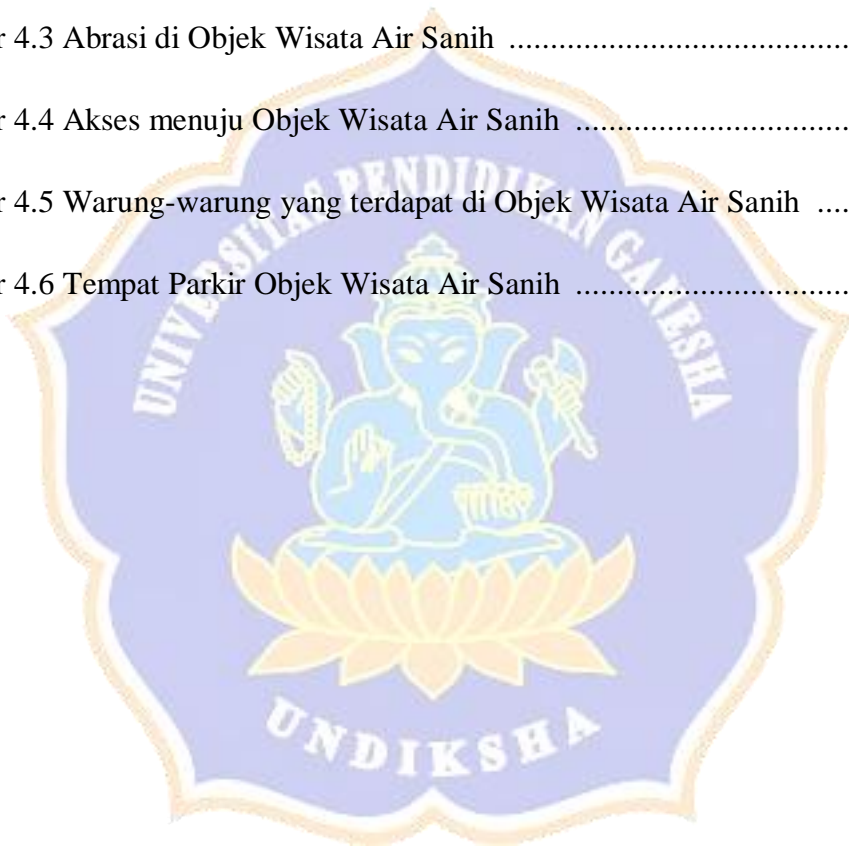 r 4.3 Abrasi di Objek Wisata Air Sanih ..........................................
r 4.4 Akses menuju Objek Wisata Air Sanih ..................................
r 4.5 Warung-warung yang terdapat di Objek Wisata Air Sanih ....
r 4.6 Tempat Parkir Objek Wisata Air Sanih ..................................
UNIVERSITAS PENDIDIKAN GANESHA
UNDIKSHA